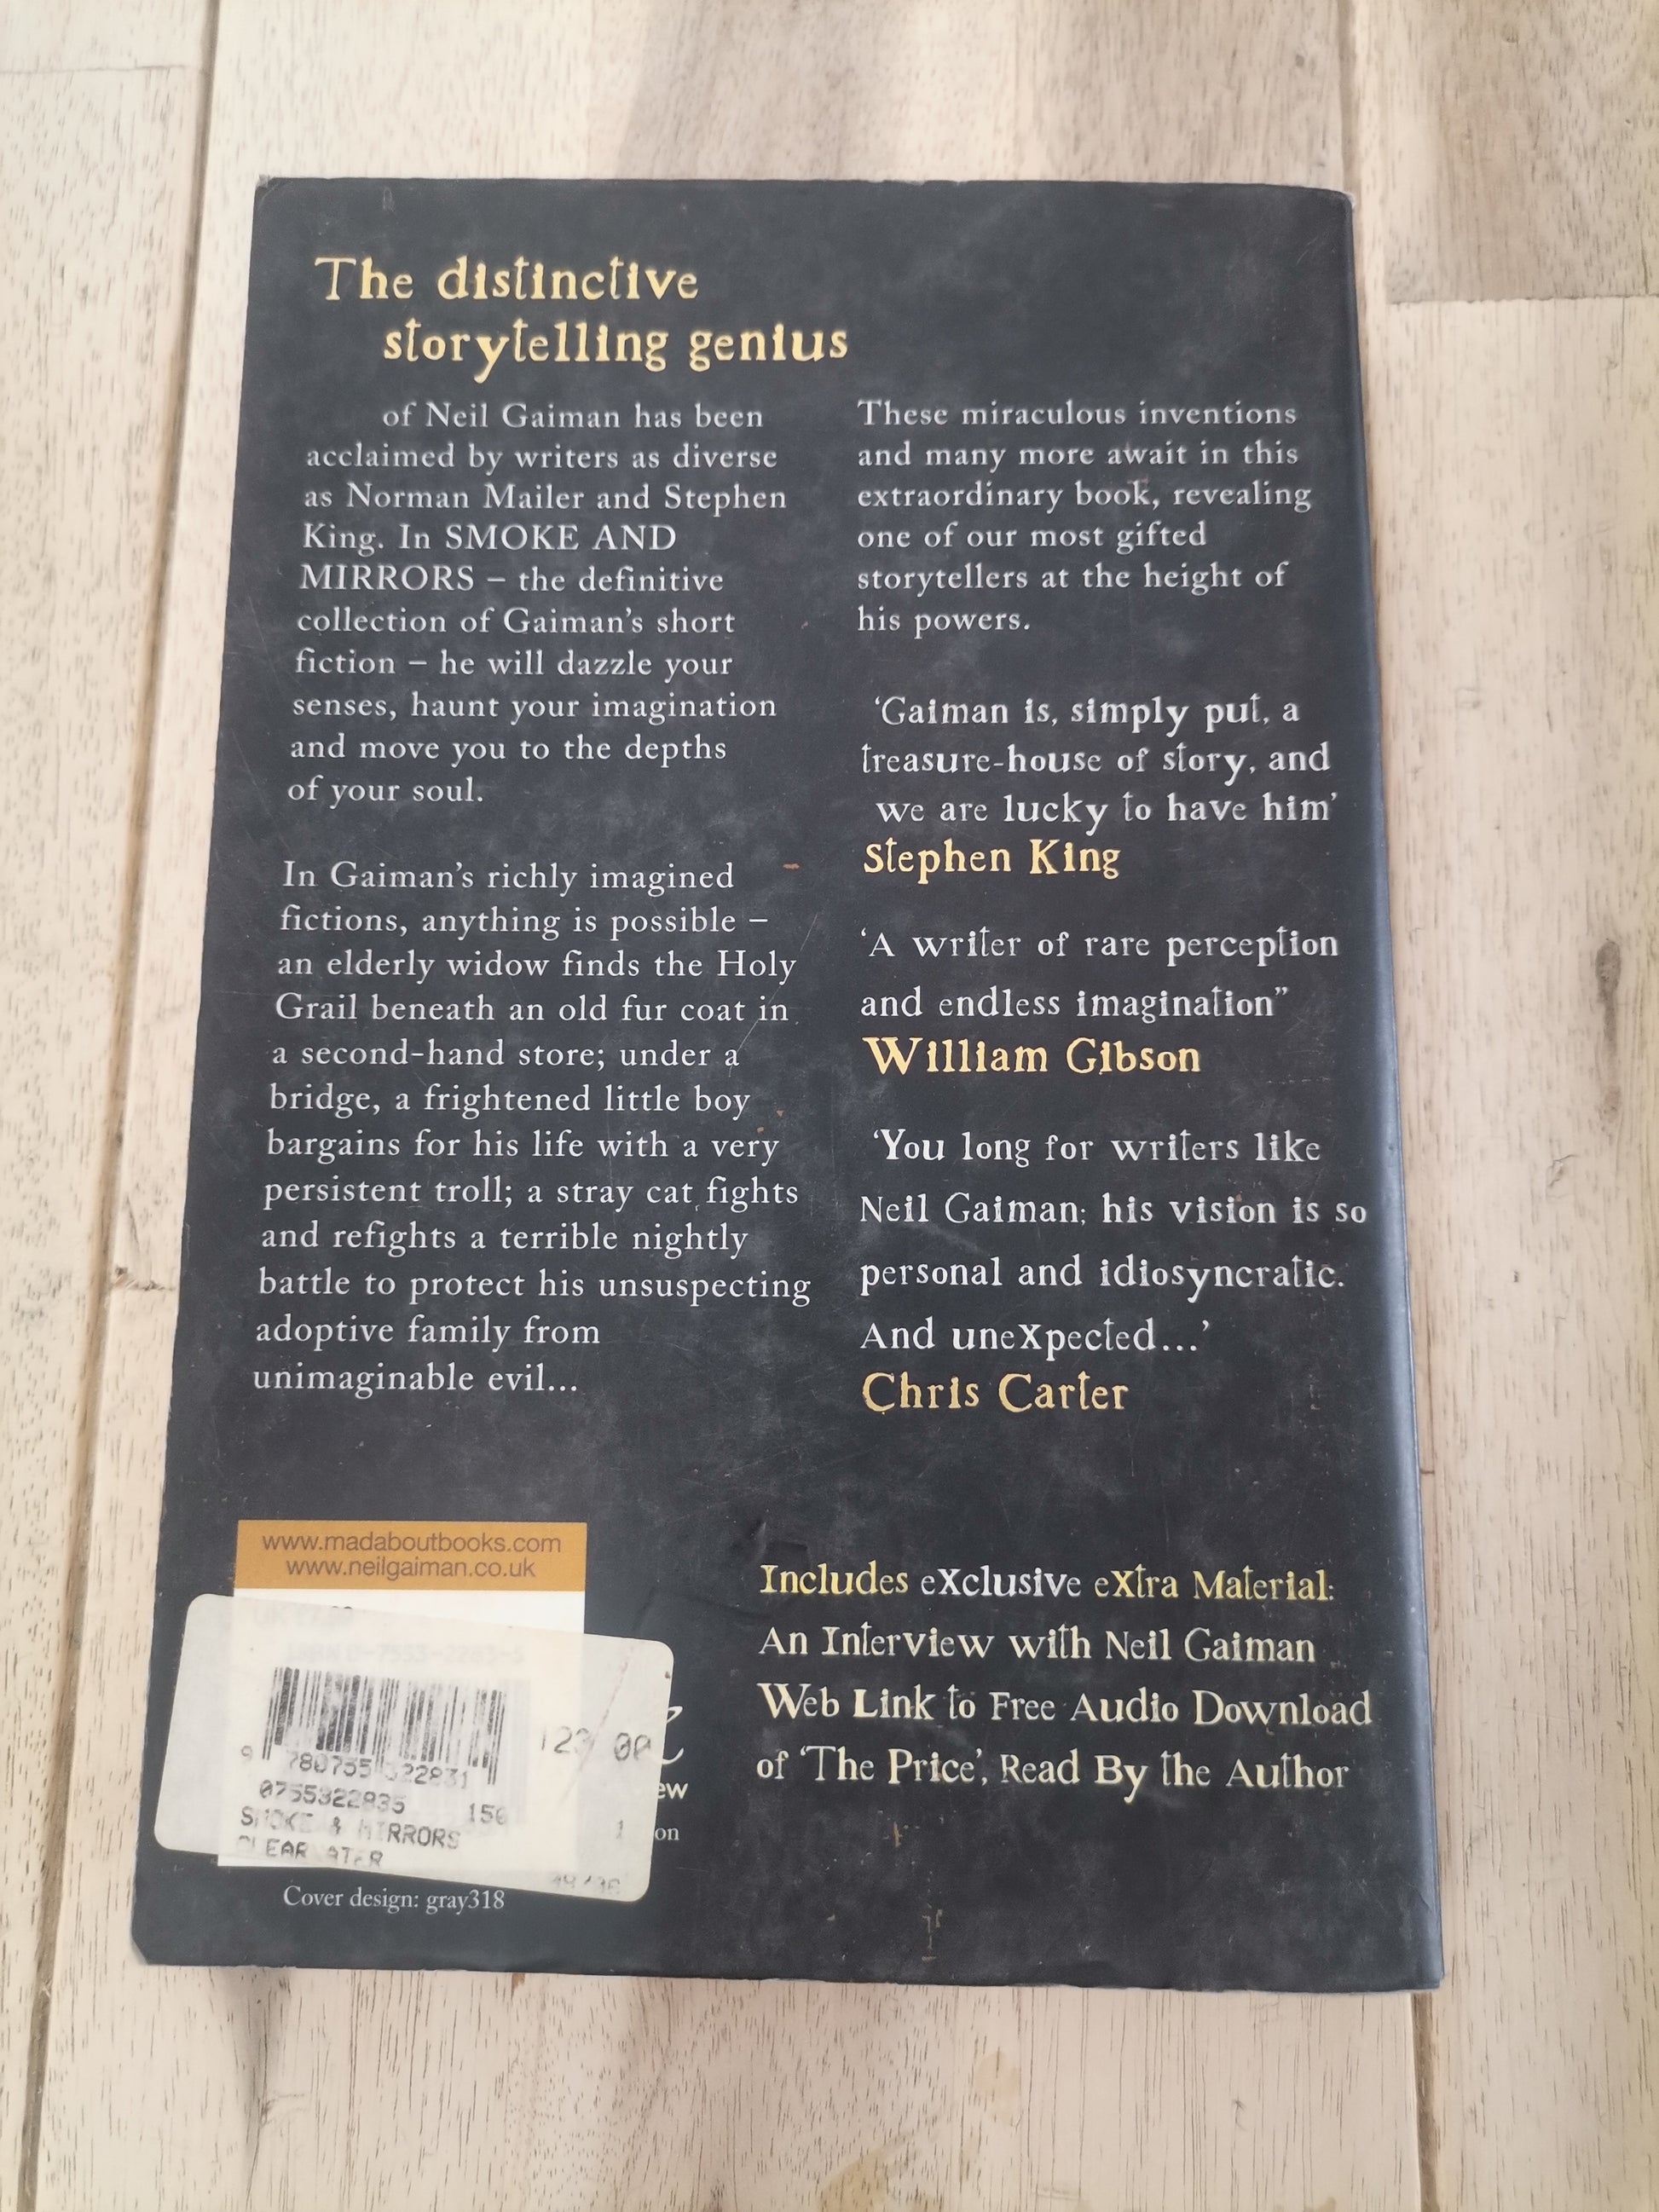 The distinctive
storytelling genius
of Neil Gaiman has been
acclaimed by writers as diverse
as Norman Mailer and Stephen
King. In SMOKE AND
MIRRORS – the definitive
collection of Gaiman's short
fiction – he will dazzle your
senses, haunt your imagination
and move you to the depths
of your soul.
In Gaiman's richly imagined
fictions, anything is possible –
an elderly widow finds the Holy
Grail beneath an old fur coat in
a second-hand store; under a
bridge, a frightened little boy
bargains for his life with a very
persistent troll; a stray cat fights
and refights a terrible nightly
battle to protect his unsuspecting
adoptive family from
unimaginable evil...
These miraculous inventions
and many more await in this
extraordinary book, revealing
one of our most gifted
storytellers at the height of
his powers.
'Gaiman is, simply put, a
treasure-house of story, and
we are lucky to have him'
Stephen King
'A writer of rare perception
and endless imagination"
William Gibson
'You long for writers like
Neil Gaiman; his vision is so
personal and idiosyncratic.
And uneXpected...'
Chris Carter
www.madaboutbooks.com
www.neilgaiman.co.uk
9 780755 322831
123 00
0755322835 156
SMOKE & MIRRORS
1
ew
on
Cover design: gray318
Includes eXclusive eXtra Material:
An Interview with Neil Gaiman
Web Link to Free Audio Download
of 'The Price', Read By the Author